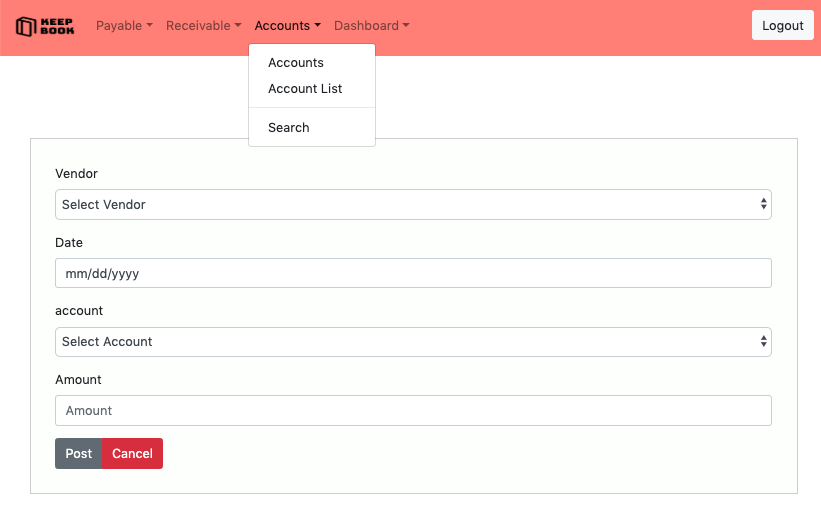 KEEP BOOK
Payable Receivable Accounts Dashboard Logout
Accounts
Account List
Search
Vendor
Select Vendor
Date
mm/dd/yyyy
account
Select Account
Amount
Amount
Post Cancel